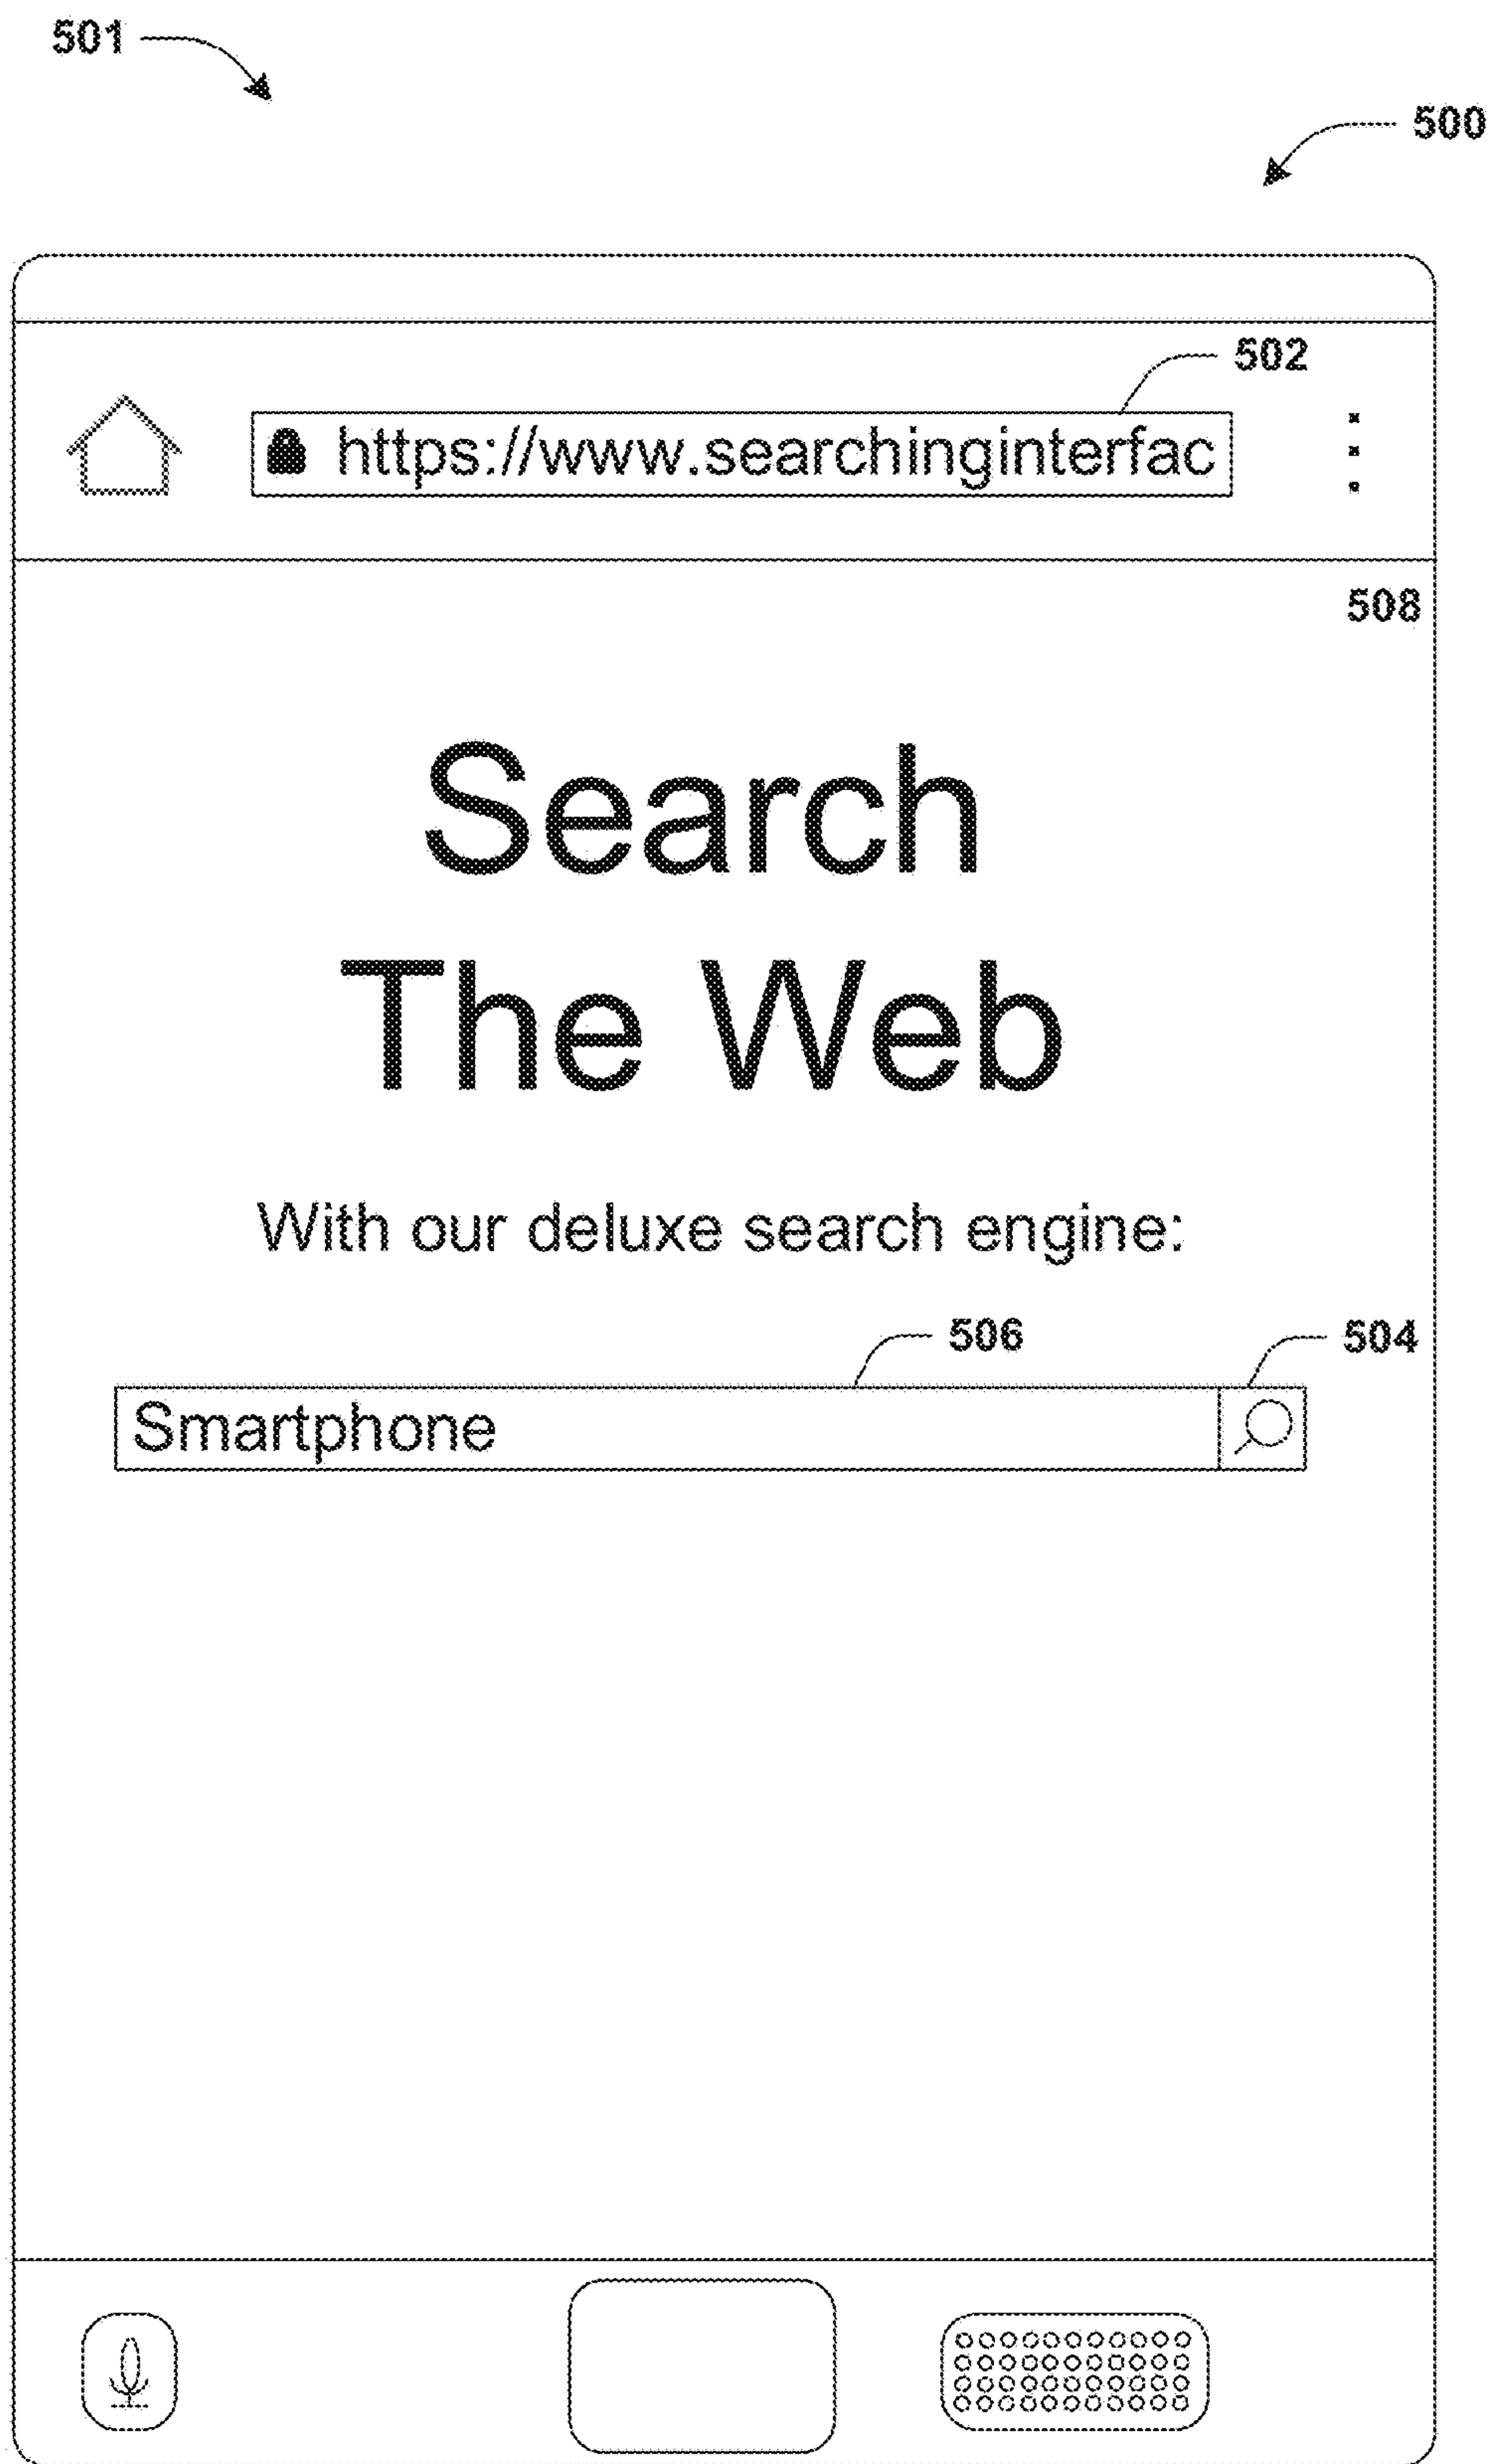 501
500
502
https://www.searchinginterfac
508
Search
The Web
With our deluxe search engine:
506
504
Smartphone